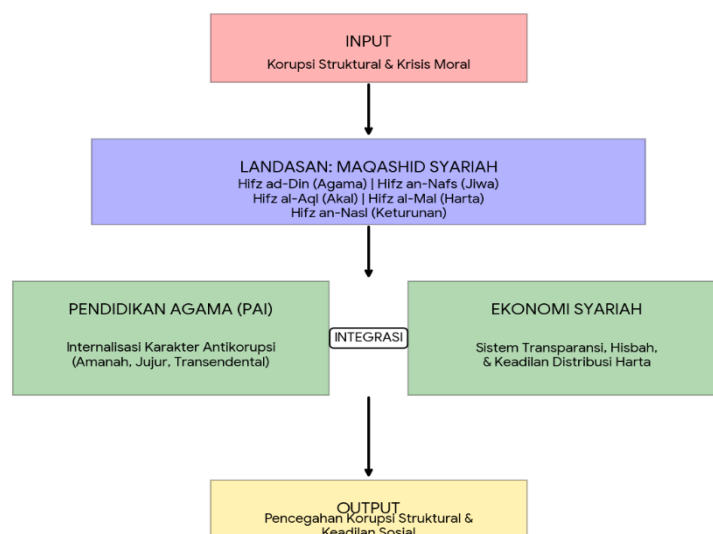 INPUT
Korupsi Struktural & Krisis Moral
LANDASAN: MAQASHID SYARIAH
Hifz ad-Din (Agama) | Hifz an-Nafs (Jiwa)
Hifz al-Aql (Akal) | Hifz al-Mal (Harta)
Hifz an-Nasl (Keturunan)
PENDIDIKAN AGAMA (PAI)
Internalisasi Karakter Antikorupsi
(Amanah, Jujur, Transendental)
INTEGRASI
EKONOMI SYARIAH
Sistem Transparansi, Hisbah,
& Keadilan Distribusi Harta
OUTPUT
Pencegahan Korupsi Struktural &
Keadilan Sosial